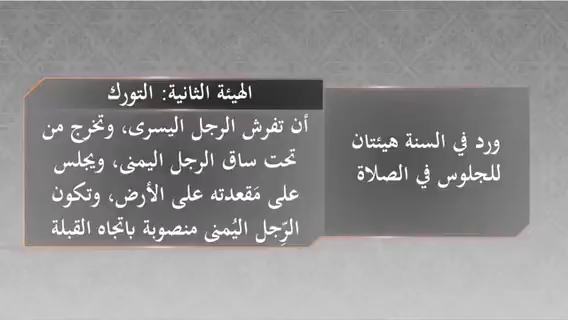 ورد في السنة هيئتان
للجلوس في الصلاة
الهيئة الثانية: التورك
أن تفرش الرجل اليسرى، وتخرج من
تحت ساق الرجل اليمنى، ويجلس
على مَقعدته على الأرض، وتكون
الرِّجل اليُمنى منصوبة باتجاه القبلة